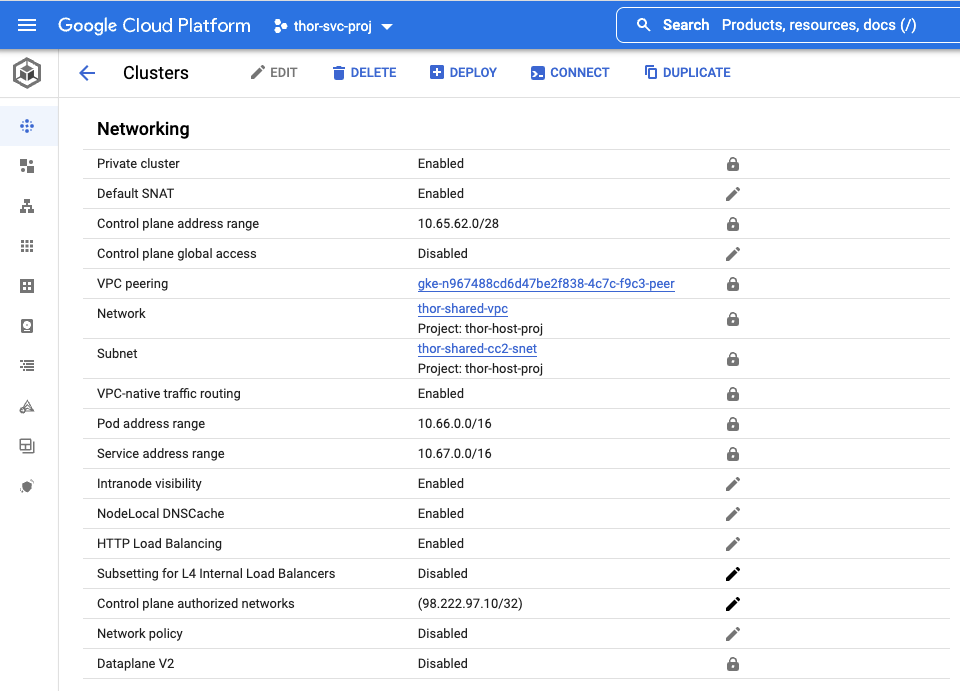 Google Cloud Platform
thor-svc-proj
Search Products, resources, docs (/)
Clusters
EDIT
DELETE
DEPLOY
CONNECT
DUPLICATE
Networking
Private cluster Enabled
Default SNAT Enabled
Control plane address range 10.65.62.0/28
Control plane global access Disabled
VPC peering gke-n967488cd6d47be2f838-4c7c-f9c3-peer
Network thor-shared-vpc
Project: thor-host-proj
Subnet thor-shared-cc2-snet
Project: thor-host-proj
VPC-native traffic routing Enabled
Pod address range 10.66.0.0/16
Service address range 10.67.0.0/16
Intranode visibility Enabled
NodeLocal DNSCache Enabled
HTTP Load Balancing Enabled
Subsetting for L4 Internal Load Balancers Disabled
Control plane authorized networks (98.222.97.10/32)
Network policy Disabled
Dataplane V2 Disabled